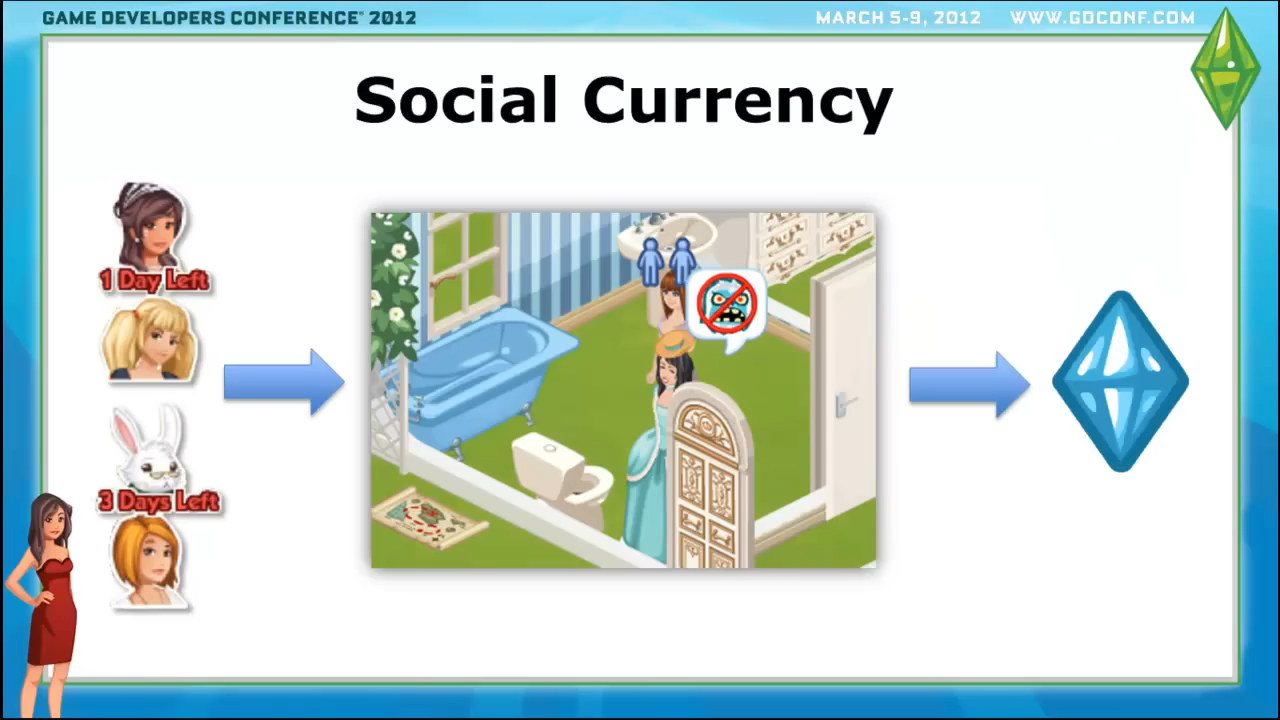 GAME DEVELOPERS CONFERENCE® 2012
MARCH 5-9, 2012 WWW.GDCONF.COM
Social Currency
1 Day Left
3 Days Left